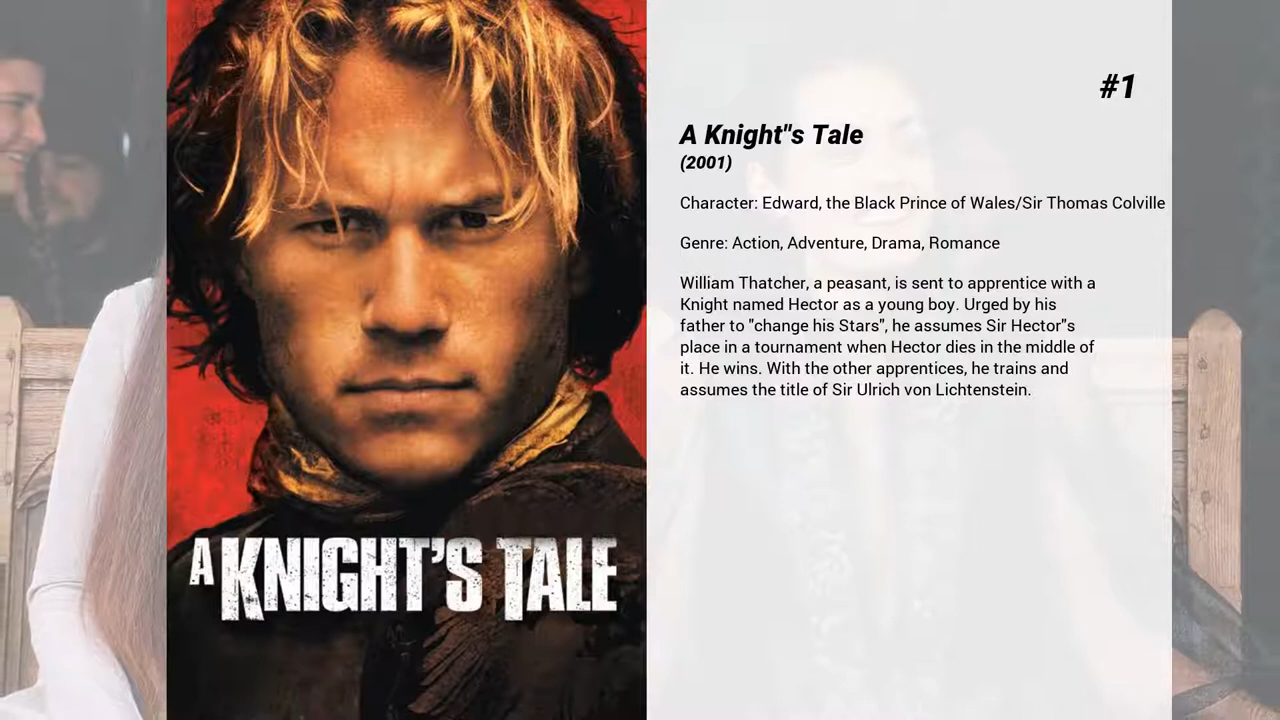 A KNIGHT'S TALE
#1
A Knight"s Tale
(2001)
Character: Edward, the Black Prince of Wales/Sir Thomas Colville
Genre: Action, Adventure, Drama, Romance
William Thatcher, a peasant, is sent to apprentice with a
Knight named Hector as a young boy. Urged by his
father to "change his Stars", he assumes Sir Hector"s
place in a tournament when Hector dies in the middle of
it. He wins. With the other apprentices, he trains and
assumes the title of Sir Ulrich von Lichtenstein.